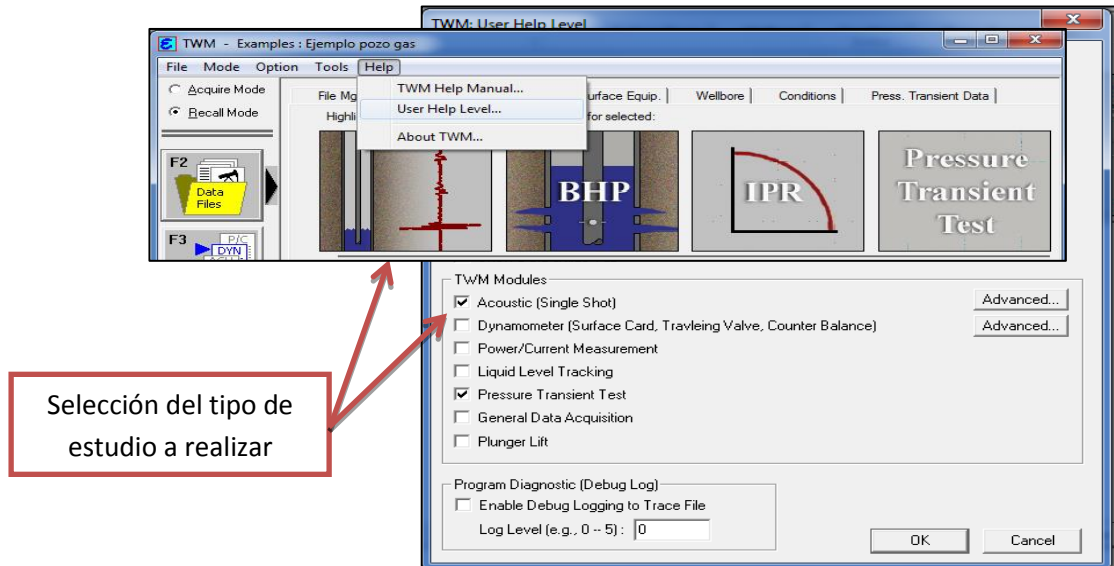 TWM: User Help Level
TWM - Examples : Ejemplo pozo gas
File Mode Option Tools Help
Acquire Mode
Recall Mode
TWM Help Manual...
User Help Level...
About TWM...
File Mg
urface Equip. Wellbore Conditions Press. Transient Data
Highli
for selected:
F2
Data
Files
F3
P/C
DYN
BHP
IPR
Pressure
Transient
Test
TWM Modules
Acoustic (Single Shot) Advanced...
Dynamometer (Surface Card, Travleing Valve, Counter Balance) Advanced...
Power/Current Measurement
Liquid Level Tracking
Pressure Transient Test
General Data Acquisition
Plunger Lift
Selección del tipo de
estudio a realizar
Program Diagnostic (Debug Log)
Enable Debug Logging to Trace File
Log Level (e.g., 0 -- 5) : 0
OK Cancel